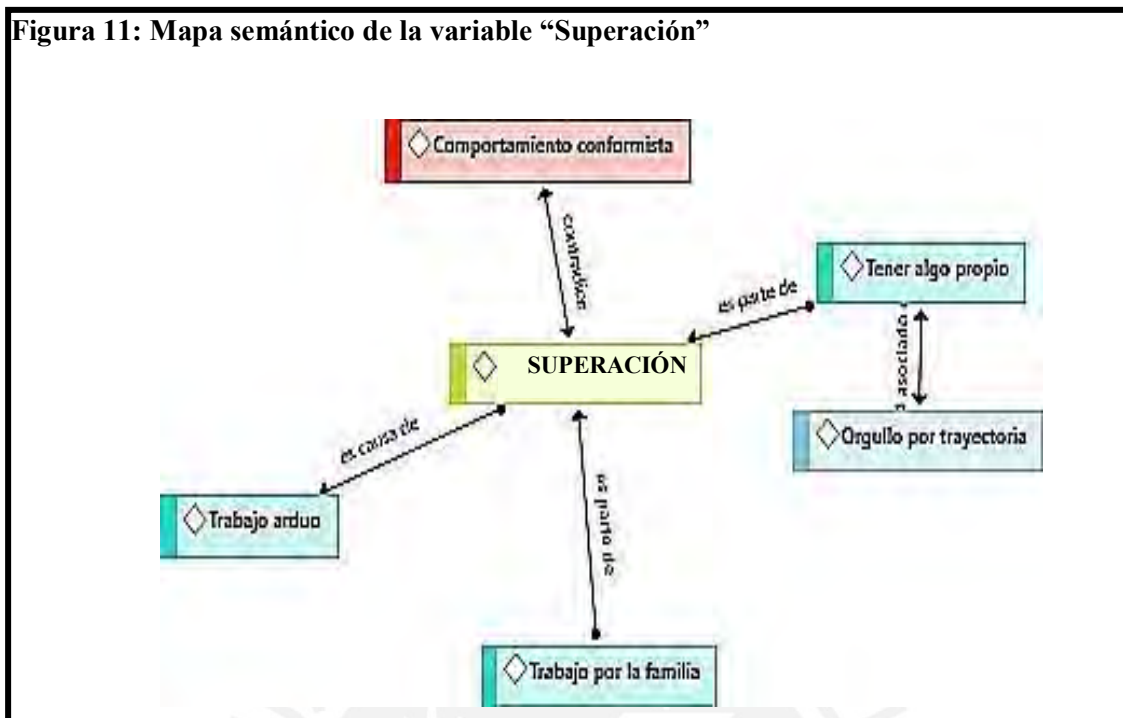 Figura 11: Mapa semántico de la variable “Superación”
Comportamiento conformista
contradice
Tener algo propio
es parte de
SUPERACIÓN
asociado
Orgullo por trayectoria
es causa de
Trabajo arduo
es parte de
Trabajo por la familia